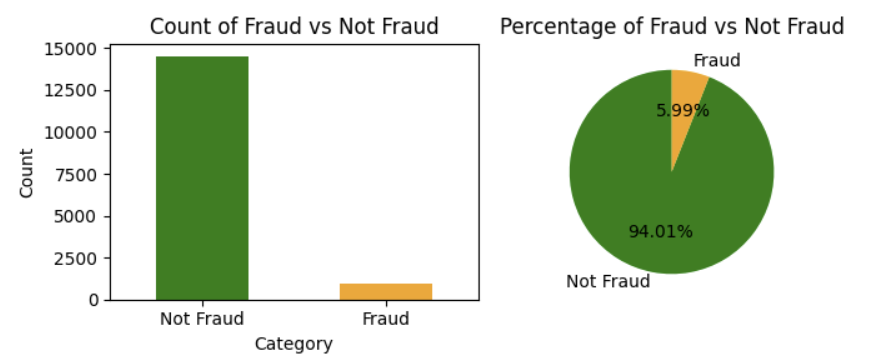 Count of Fraud vs Not Fraud
15000
12500
10000
7500
5000
2500
0
Count
Not Fraud
Fraud
Category
Percentage of Fraud vs Not Fraud
Fraud
5.99%
94.01%
Not Fraud